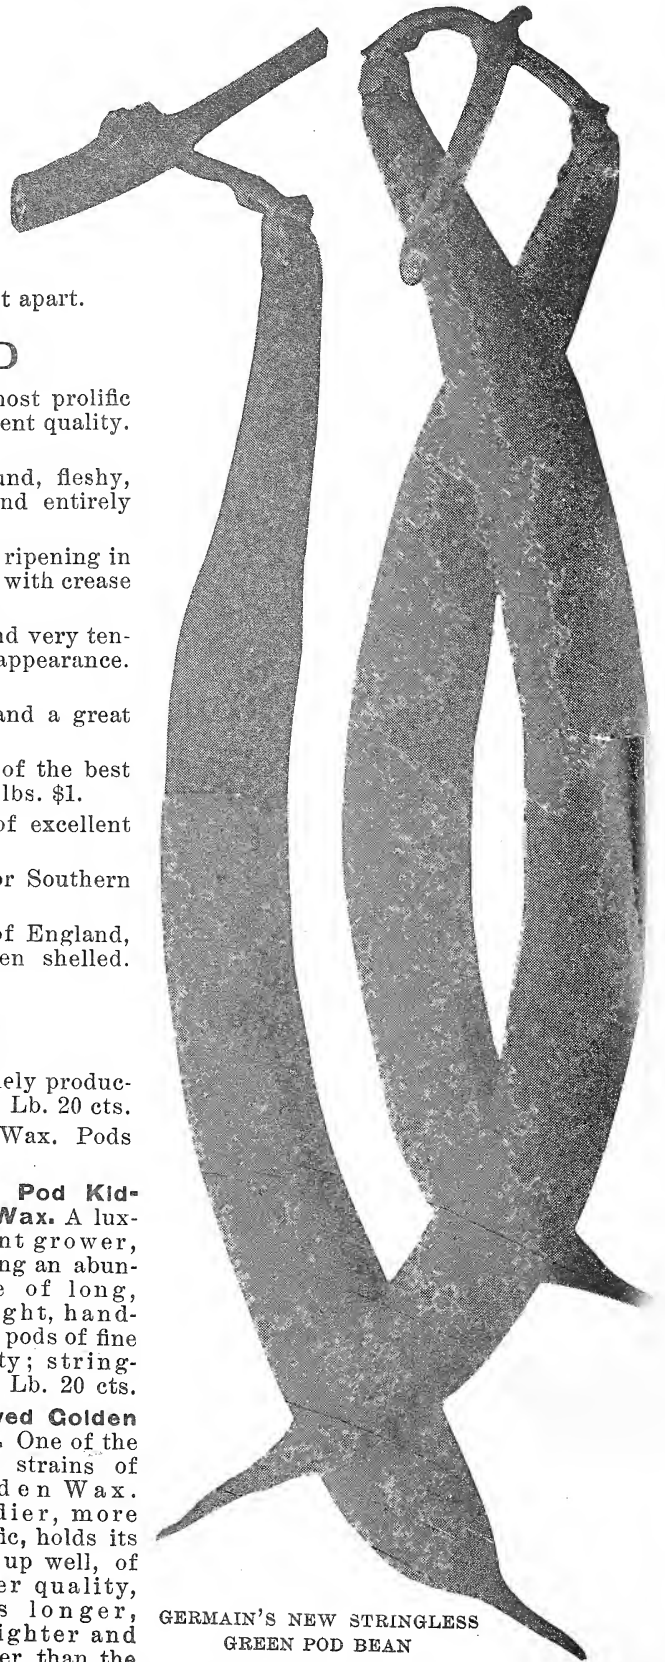 t apart.
D
nost prolific
ent quality.
und, fleshy,
nd entirely
ripening in
with crease
nd very ten-
appearance.
and a great
of the best
lbs. $1.
of excellent
or Southern
of England,
en shelled.
ely produc-
Lb. 20 cts.
Wax. Pods
Pod Kid-
Wax. A lux-
nt grower,
ng an abun-
e of long,
ght, hand-
pods of fine
ty; string-
Lb. 20 cts.
ved Golden
. One of the
strains of
den Wax.
dier, more
fic, holds its
up well, of
er quality,
s longer,
ighter and
er than the
GERMAIN'S NEW STRINGLESS
GREEN POD BEAN